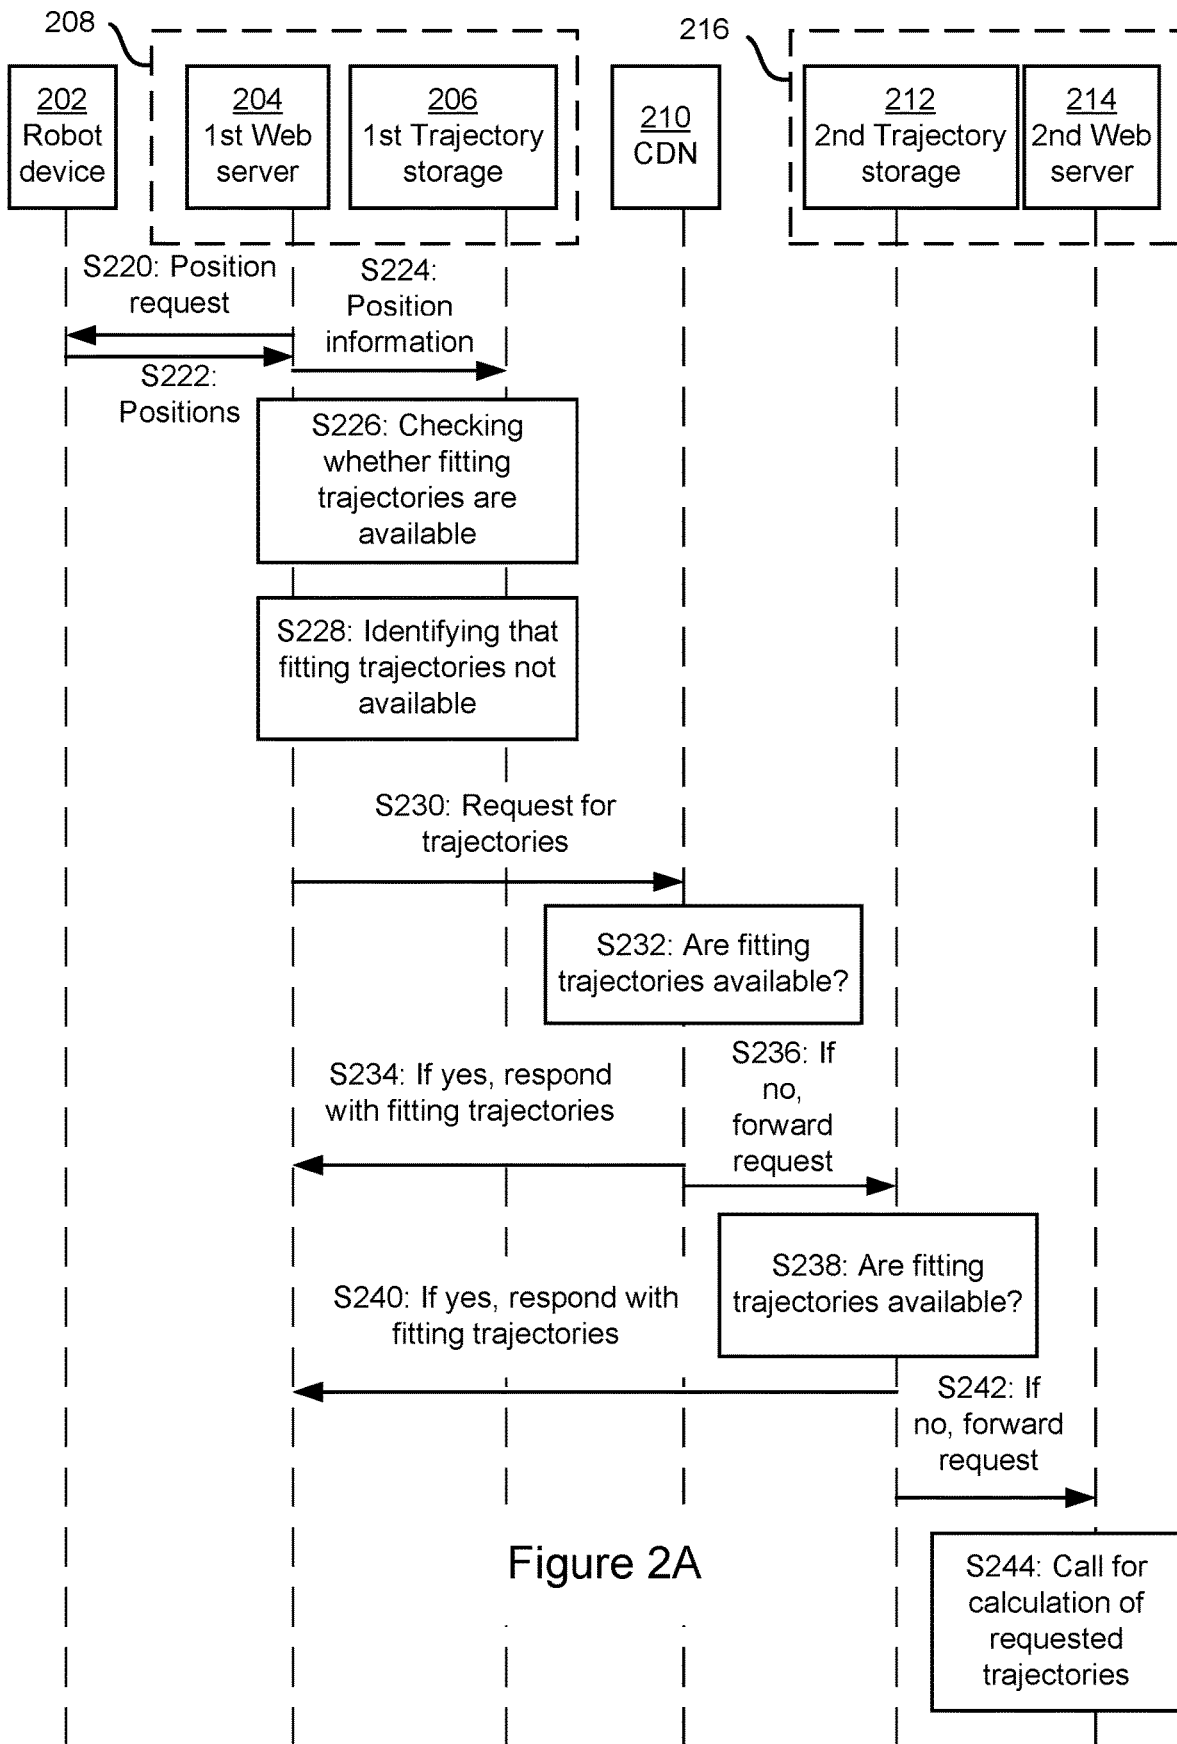 208
216
202
Robot
device
204
1st Web
server
206
1st Trajectory
storage
210
CDN
212
2nd Trajectory
storage
214
2nd Web
server
S220: Position
request
S224:
Position
information
S222:
Positions
S226: Checking
whether fitting
trajectories are
available
S228: Identifying that
fitting trajectories not
available
S230: Request for
trajectories
S232: Are fitting
trajectories available?
S234: If yes, respond
with fitting trajectories
S236: If
no,
forward
request
S238: Are fitting
trajectories available?
S240: If yes, respond with
fitting trajectories
S242: If
no, forward
request
S244: Call for
calculation of
requested
trajectories
Figure 2A